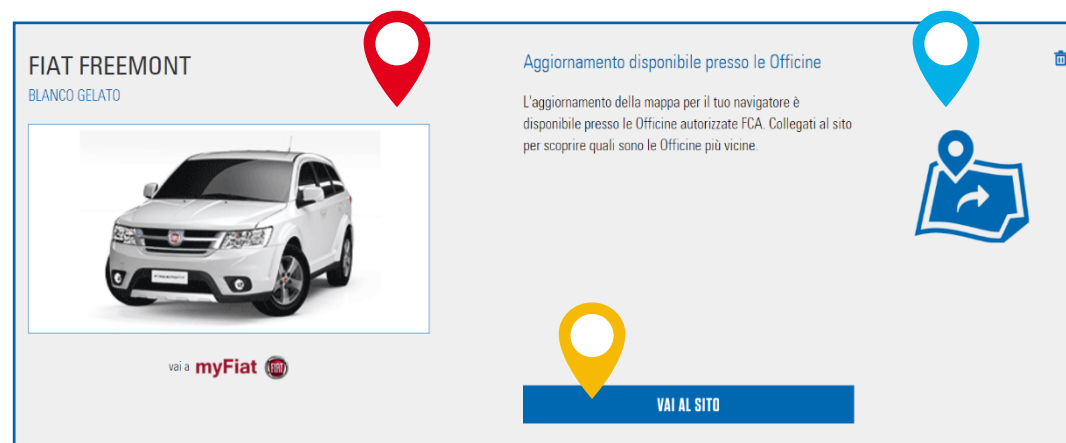 FIAT FREEMONT
BLANCO GELATO
FREEMONT
vai a myFiat FIAT
Aggiornamento disponibile presso le Officine
L'aggiornamento della mappa per il tuo navigatore è
disponibile presso le Officine autorizzate FCA. Collegati al sito
per scoprire quali sono le Officine più vicine.
VAI AL SITO